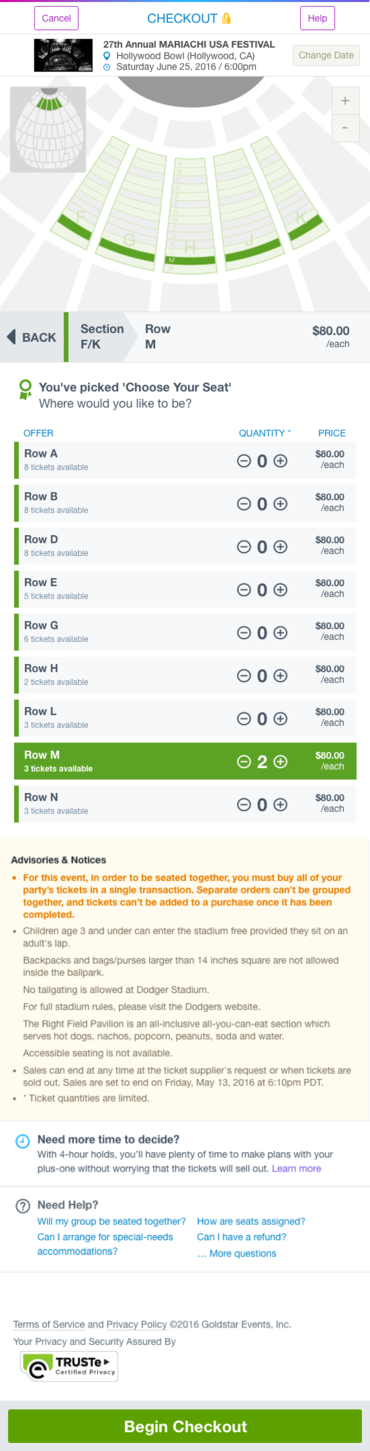 Cancel
CHECKOUT
Help
27th Annual MARIACHI USA FESTIVAL
Hollywood Bowl (Hollywood, CA)
Saturday June 25, 2016 / 6:00pm
Change Date
+
-
F
G
H
J
K
M
BACK
Section
F/K
Row
M
$80.00
/each
You've picked 'Choose Your Seat'
Where would you like to be?
OFFER QUANTITY * PRICE
Row A
8 tickets available
0
$80.00
/each
Row B
8 tickets available
0
$80.00
/each
Row D
8 tickets available
0
$80.00
/each
Row E
5 tickets available
0
$80.00
/each
Row G
6 tickets available
0
$80.00
/each
Row H
2 tickets available
0
$80.00
/each
Row L
3 tickets available
0
$80.00
/each
Row M
3 tickets available
2
$80.00
/each
Row N
3 tickets available
0
$80.00
/each
Advisories & Notices
• For this event, in order to be seated together, you must buy all of your
party's tickets in a single transaction. Separate orders can't be grouped
together, and tickets can't be added to a purchase once it has been
completed.
• Children age 3 and under can enter the stadium free provided they sit on an
adult's lap.
Backpacks and bags/purses larger than 14 inches square are not allowed
inside the ballpark.
No tailgating is allowed at Dodger Stadium.
For full stadium rules, please visit the Dodgers website.
The Right Field Pavilion is an all-inclusive all-you-can-eat section which
serves hot dogs, nachos, popcorn, peanuts, soda and water.
Accessible seating is not available.
• Sales can end at any time at the ticket supplier's request or when tickets are
sold out. Sales are set to end on Friday, May 13, 2016 at 6:10pm PDT.
• * Ticket quantities are limited.
Need more time to decide?
With 4-hour holds, you'll have plenty of time to make plans with your
plus-one without worrying that the tickets will sell out. Learn more
Need Help?
Will my group be seated together?
Can I arrange for special-needs
accommodations?
How are seats assigned?
Can I have a refund?
... More questions
Terms of Service and Privacy Policy ©2016 Goldstar Events, Inc.
Your Privacy and Security Assured By
TRUSTe
Certified Privacy
Begin Checkout